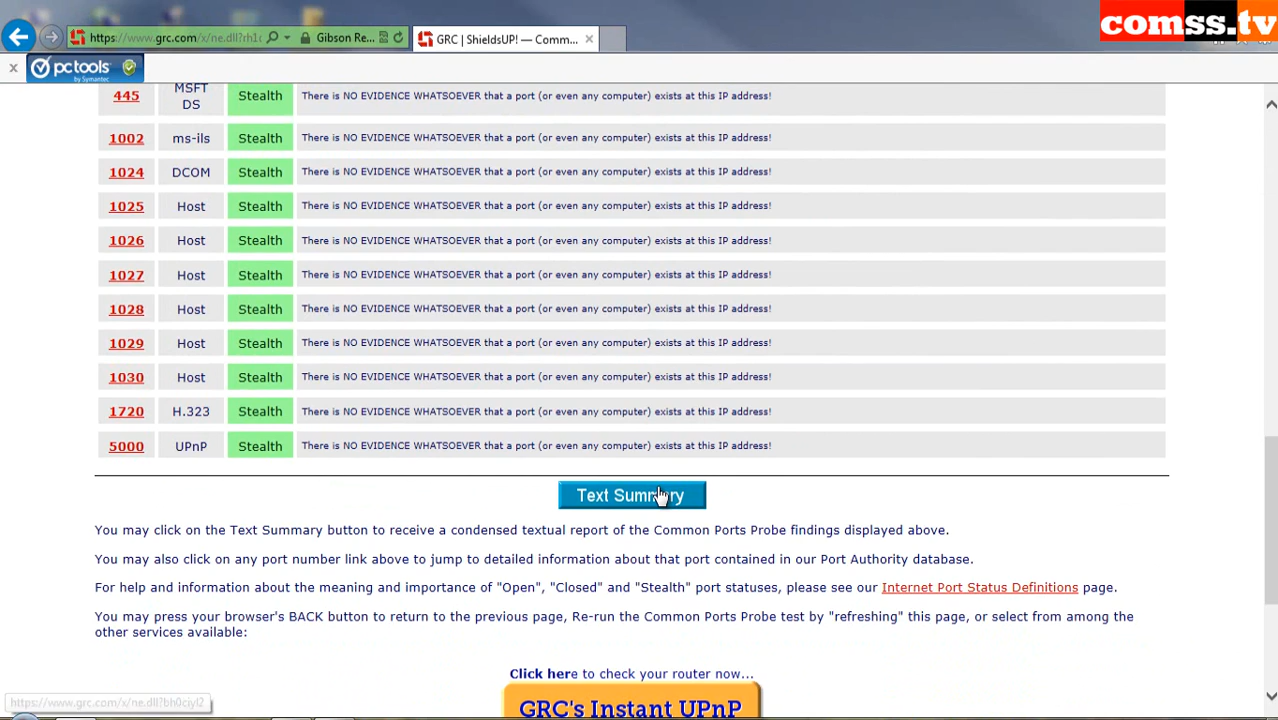 comss.tv
https://www.grc.com/x/ne.dll?rh1
Gibson Re...
GRC | ShieldsUP! — Comm...
x
pctools
by Symantec
445 MSFT DS Stealth There is NO EVIDENCE WHATSOEVER that a port (or even any computer) exists at this IP address!
1002 ms-ils Stealth There is NO EVIDENCE WHATSOEVER that a port (or even any computer) exists at this IP address!
1024 DCOM Stealth There is NO EVIDENCE WHATSOEVER that a port (or even any computer) exists at this IP address!
1025 Host Stealth There is NO EVIDENCE WHATSOEVER that a port (or even any computer) exists at this IP address!
1026 Host Stealth There is NO EVIDENCE WHATSOEVER that a port (or even any computer) exists at this IP address!
1027 Host Stealth There is NO EVIDENCE WHATSOEVER that a port (or even any computer) exists at this IP address!
1028 Host Stealth There is NO EVIDENCE WHATSOEVER that a port (or even any computer) exists at this IP address!
1029 Host Stealth There is NO EVIDENCE WHATSOEVER that a port (or even any computer) exists at this IP address!
1030 Host Stealth There is NO EVIDENCE WHATSOEVER that a port (or even any computer) exists at this IP address!
1720 H.323 Stealth There is NO EVIDENCE WHATSOEVER that a port (or even any computer) exists at this IP address!
5000 UPnP Stealth There is NO EVIDENCE WHATSOEVER that a port (or even any computer) exists at this IP address!
Text Summary
You may click on the Text Summary button to receive a condensed textual report of the Common Ports Probe findings displayed above.
You may also click on any port number link above to jump to detailed information about that port contained in our Port Authority database.
For help and information about the meaning and importance of "Open", "Closed" and "Stealth" port statuses, please see our Internet Port Status Definitions page.
You may press your browser's BACK button to return to the previous page, Re-run the Common Ports Probe test by "refreshing" this page, or select from among the
other services available:
Click here to check your router now...
https://www.grc.com/x/ne.dll?bh0ciyl2
GRC's Instant UPnP